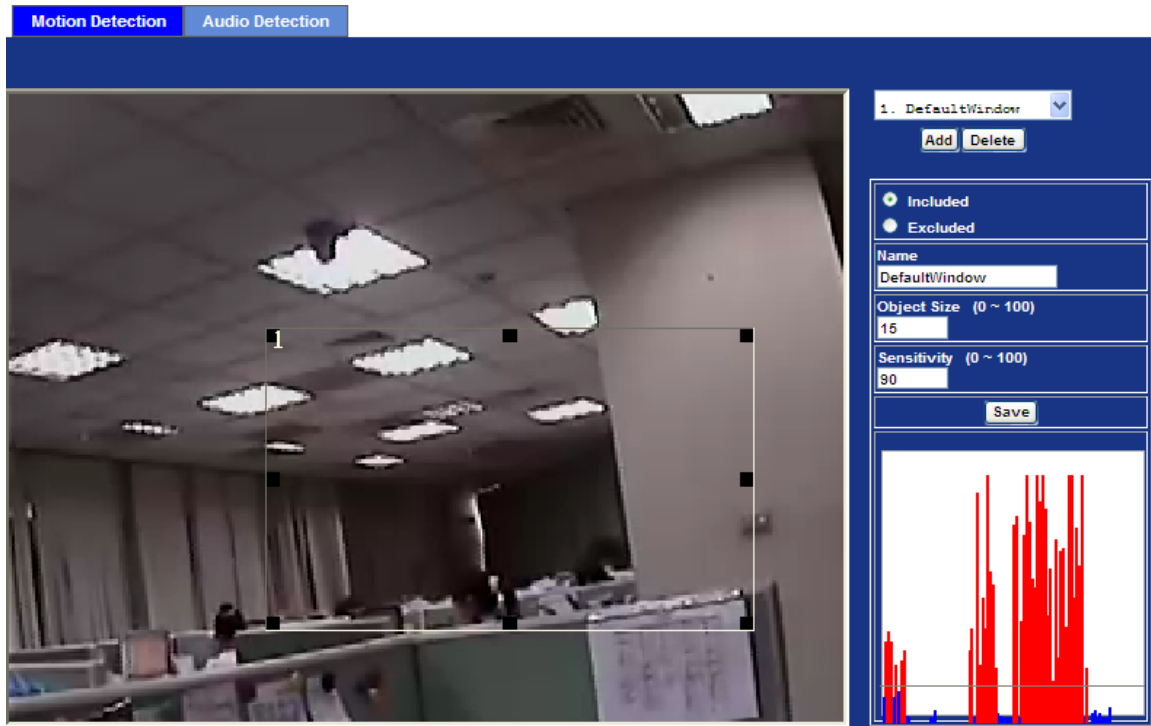 Motion Detection Audio Detection
1. DefaultWindow
Add Delete
Included
Excluded
Name
DefaultWindow
Object Size (0 ~ 100)
15
Sensitivity (0 ~ 100)
90
Save
1